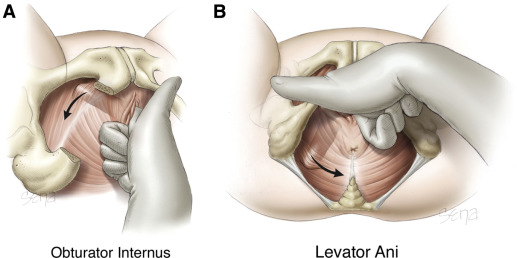 A
B
Obturator Internus
Levator Ani